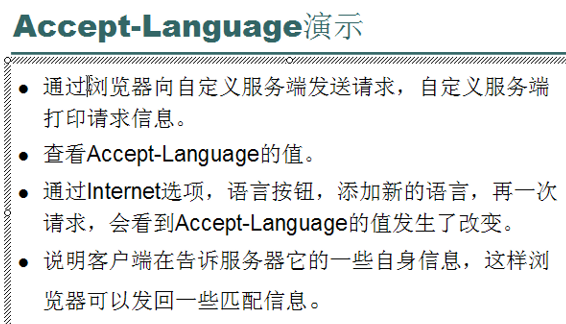 Accept-Language演示
● 通过浏览器向自定义服务端发送请求，自定义服务端
打印请求信息。
● 查看Accept-Language的值。
● 通过Internet选项，语言按钮，添加新的语言，再一次
请求，会看到Accept-Language的值发生了改变。
● 说明客户端在告诉服务器它的一些自身信息，这样浏
览器可以发回一些匹配信息。